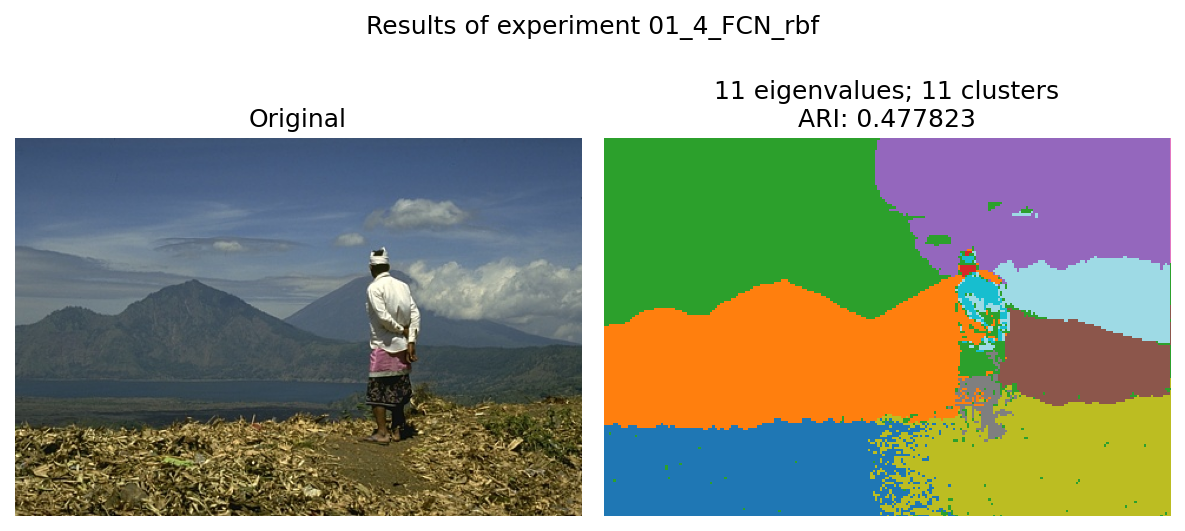 Results of experiment 01_4_FCN_rbf
Original
11 eigenvalues; 11 clusters
ARI: 0.477823